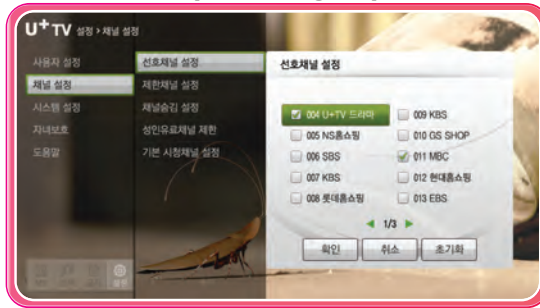 U+ TV 설정 > 채널 설정
사용자 설정
채널 설정
시스템 설정
자녀보호
도움말
선호채널 설정
제한채널 설정
채널숨김 설정
성인유료채널 제한
기본 시청채널 설정
선호채널 설정
004 U+TV 드라마
009 KBS
005 NS홈쇼핑
010 GS SHOP
006 SBS
011 MBC
007 KBS
012 현대홈쇼핑
008 롯데홈쇼핑
013 EBS
1/3
확인
취소
초기화